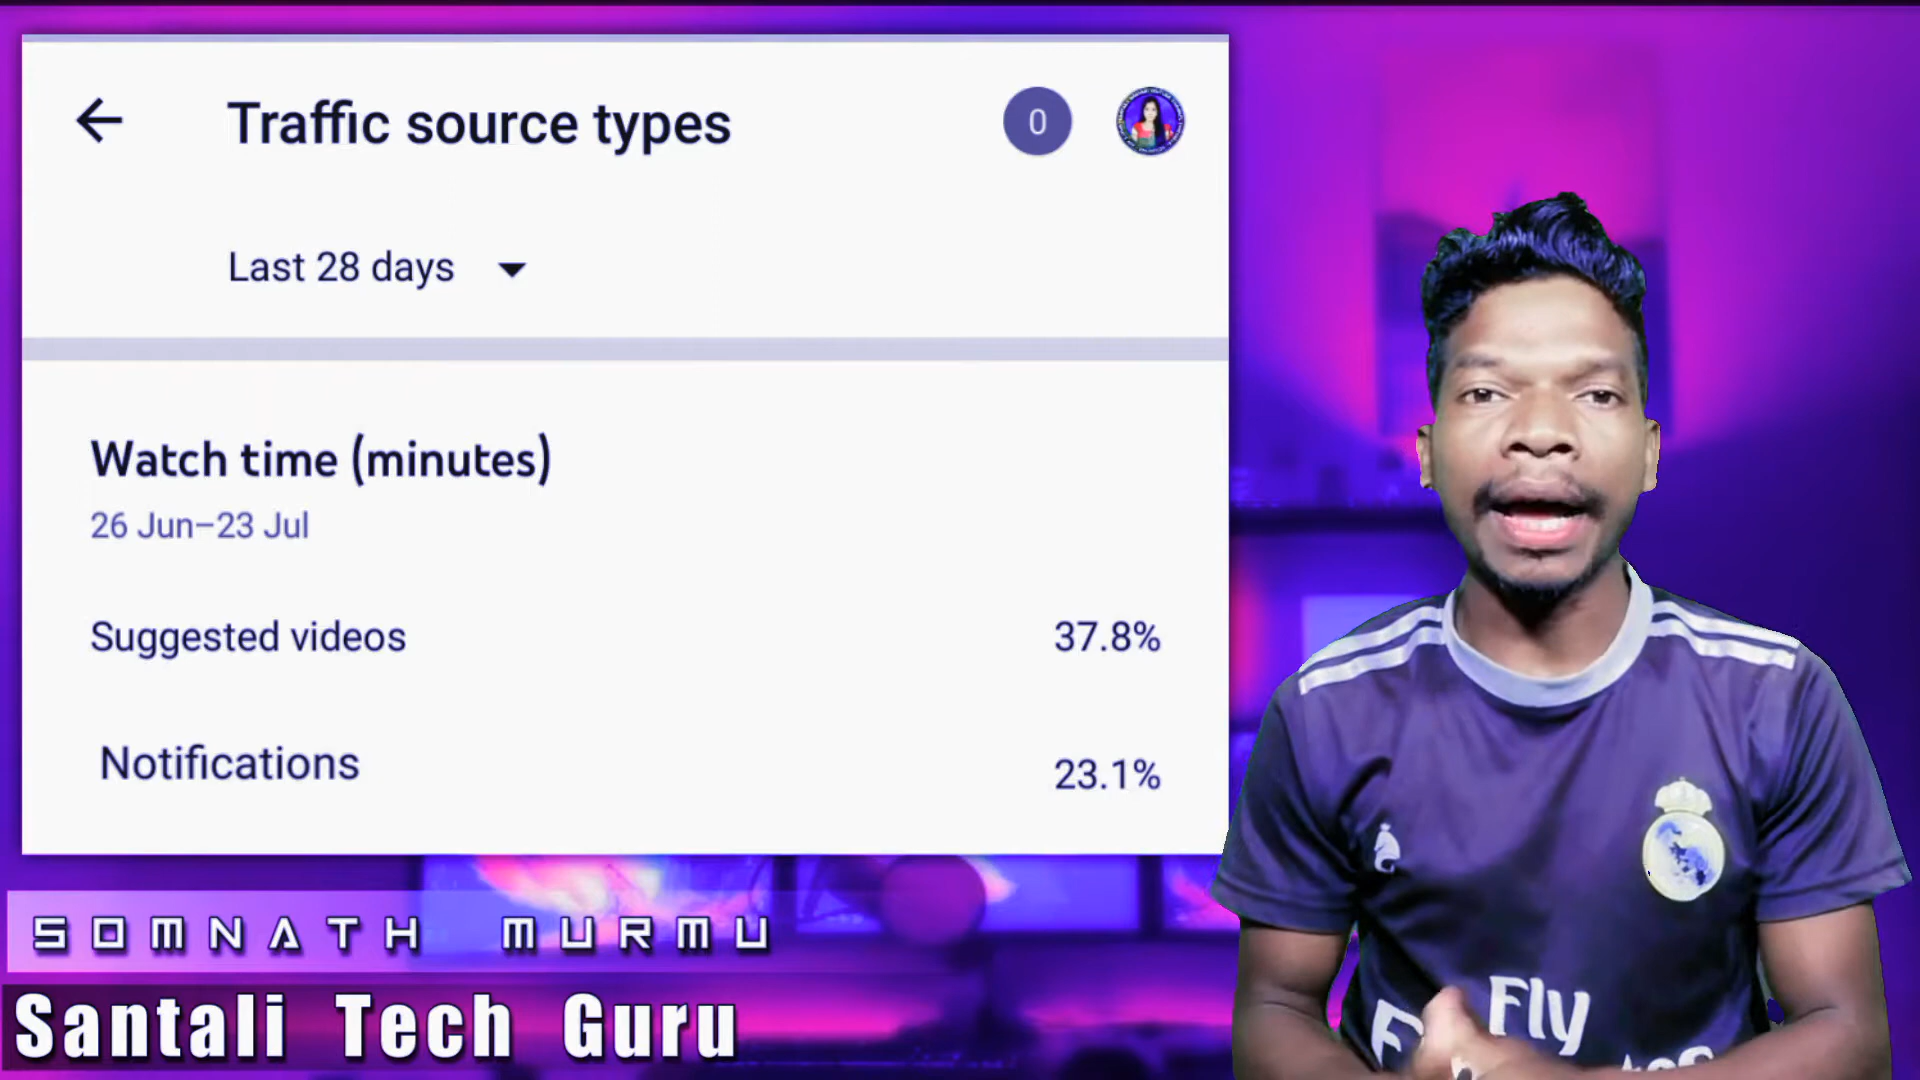 Traffic source types
0
Last 28 days
Watch time (minutes)
26 Jun–23 Jul
Suggested videos 37.8%
Notifications 23.1%
SOMNATH MURMU
Santali Tech Guru
Fly